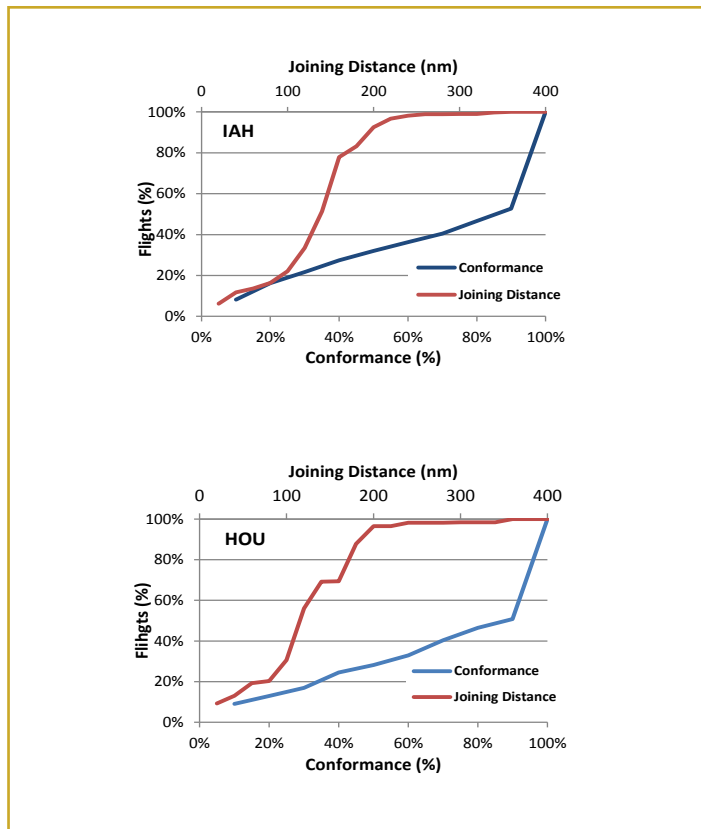 Joining Distance (nm)
0 100 200 300 400
100%
IAH
80%
60%
Flights (%)
40%
Conformance
20%
Joining Distance
0%
0% 20% 40% 60% 80% 100%
Conformance (%)
Joining Distance (nm)
0 100 200 300 400
100%
HOU
80%
60%
Flihgts (%)
40%
Conformance
20%
Joining Distance
0%
0% 20% 40% 60% 80% 100%
Conformance (%)